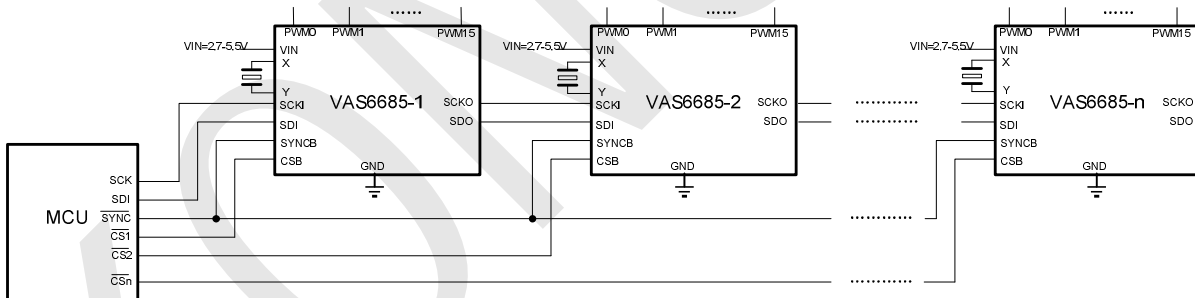 ...... ...... ......
PWM0 PWM1 PWM15 PWM0 PWM1 PWM15 PWM0 PWM1 PWM15
VIN=2.7-5.5V VIN VIN=2.7-5.5V VIN VIN=2.7-5.5V VIN
X X X
Y Y Y
SCKI VAS6685-1 SCKO SCKI VAS6685-2 SCKO ............ SCKI VAS6685-n SCKO
SDI SDO SDI SDO ............ SDI SDO
SYNCB SYNCB SYNCB
CSB CSB CSB
GND GND GND
SCK
SDI
MCU SYNC ............
CS1
CS2
CSn ............